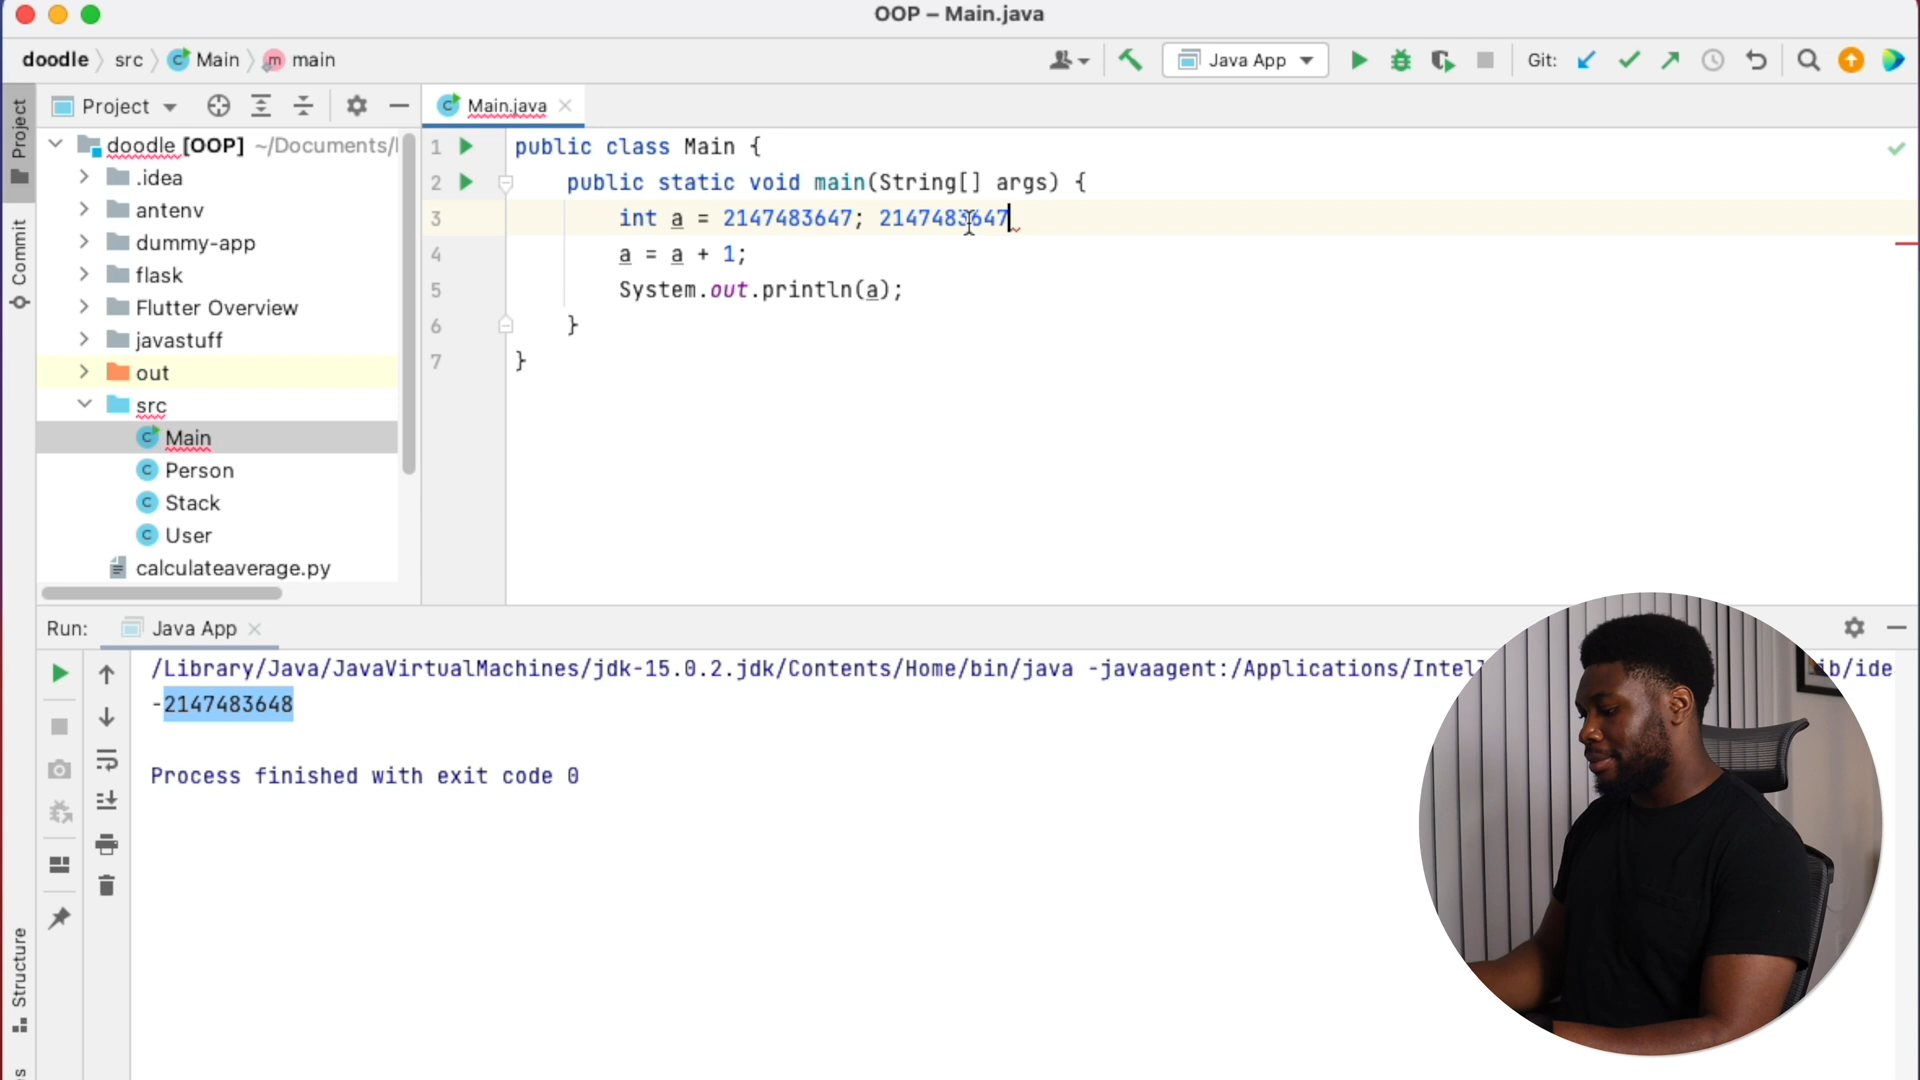 OOP – Main.java
doodle src Main m main Java App Git:
Project
Commit
Structure
Project
doodle [OOP] ~/Documents/
.idea
antenv
dummy-app
flask
Flutter Overview
javastuff
out
src
C Main
C Person
C Stack
C User
calculateaverage.py
C Main.java
1 public class Main {
2 public static void main(String[] args) {
3 int a = 2147483647; 2147483647
4 a = a + 1;
5 System.out.println(a);
6 }
7 }
Run: Java App
/Library/Java/JavaVirtualMachines/jdk-15.0.2.jdk/Contents/Home/bin/java -javaagent:/Applications/Intel ib/ide
-2147483648
Process finished with exit code 0